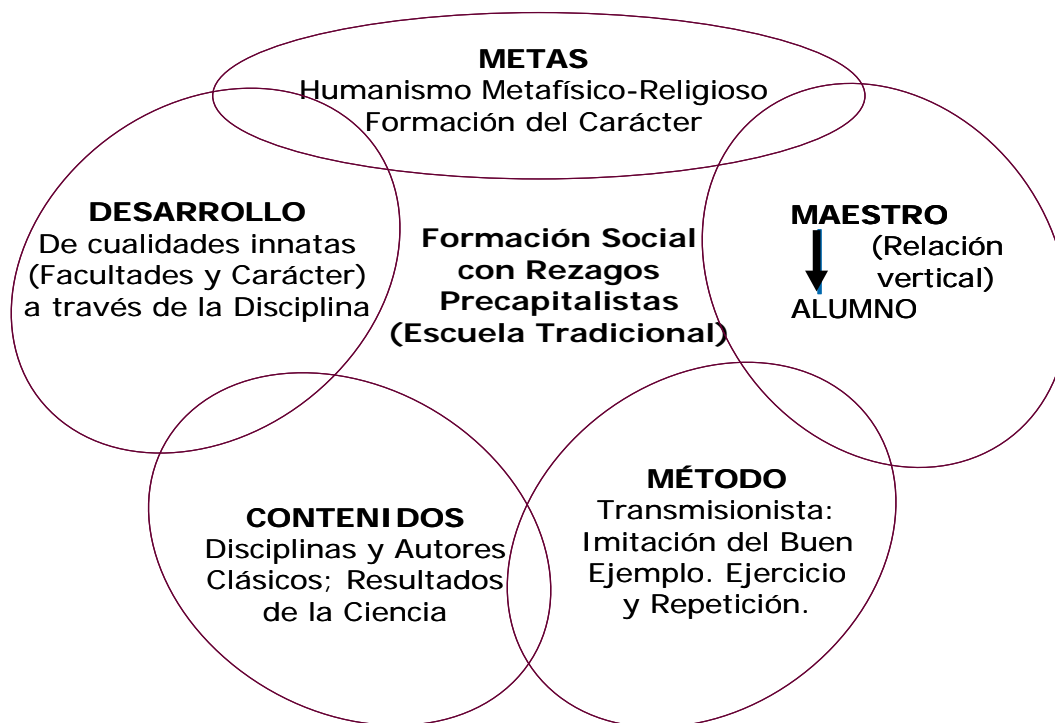 METAS
Humanismo Metafísico-Religioso
Formación del Carácter
DESARROLLO
De cualidades innatas
(Facultades y Carácter)
a través de la Disciplina
Formación Social
con Rezagos
Precapitalistas
(Escuela Tradicional)
MAESTRO
(Relación
vertical)
ALUMNO
CONTENIDOS
Disciplinas y Autores
Clásicos; Resultados
de la Ciencia
MÉTODO
Transmisionista:
Imitación del Buen
Ejemplo. Ejercicio
y Repetición.